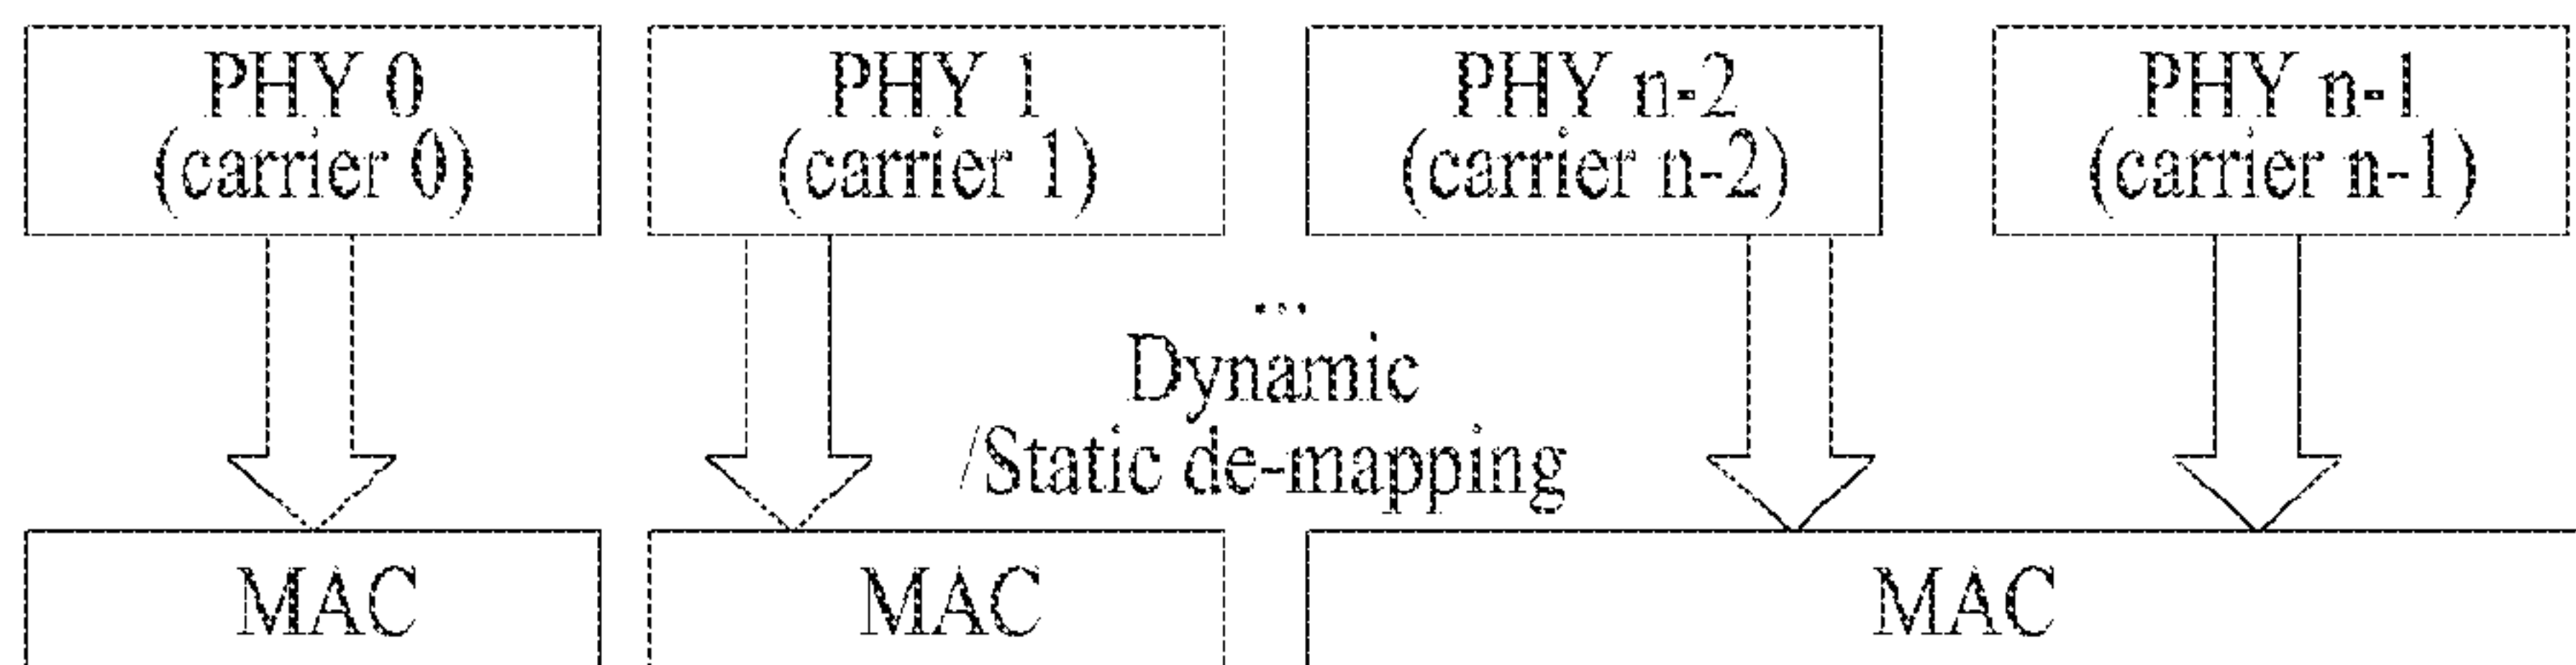 PHY 0
(carrier 0)
PHY 1
(carrier 1)
PHY n-2
(carrier n-2)
PHY n-1
(carrier n-1)
...
Dynamic
/Static de-mapping
MAC
MAC
MAC